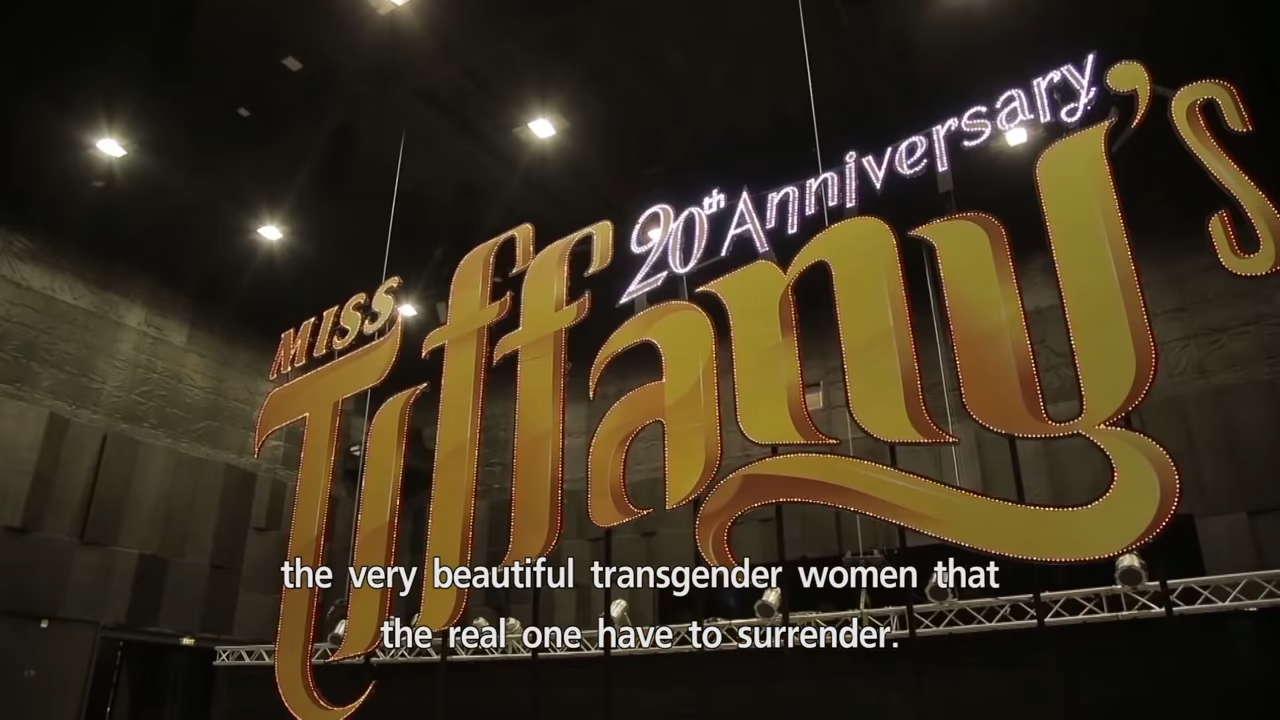 MISS
20th Anniversary
Tiffany's
the very beautiful transgender women that
the real one have to surrender.